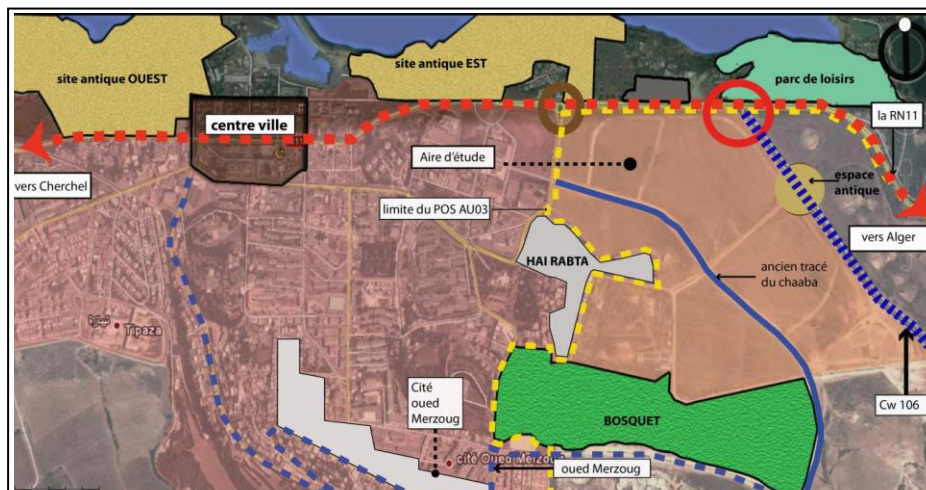 site antique OUEST
site antique EST
parc de loisirs
la RN11
centre ville
Aire d'étude
espace
antique
vers Cherchel
limite du POS AU03
vers Alger
HAI RABTA
ancien tracé
du chaaba
Tipaza
Cité
oued
Merzoug
BOSQUET
Cw 106
cité Oued Merzoug
oued Merzoug